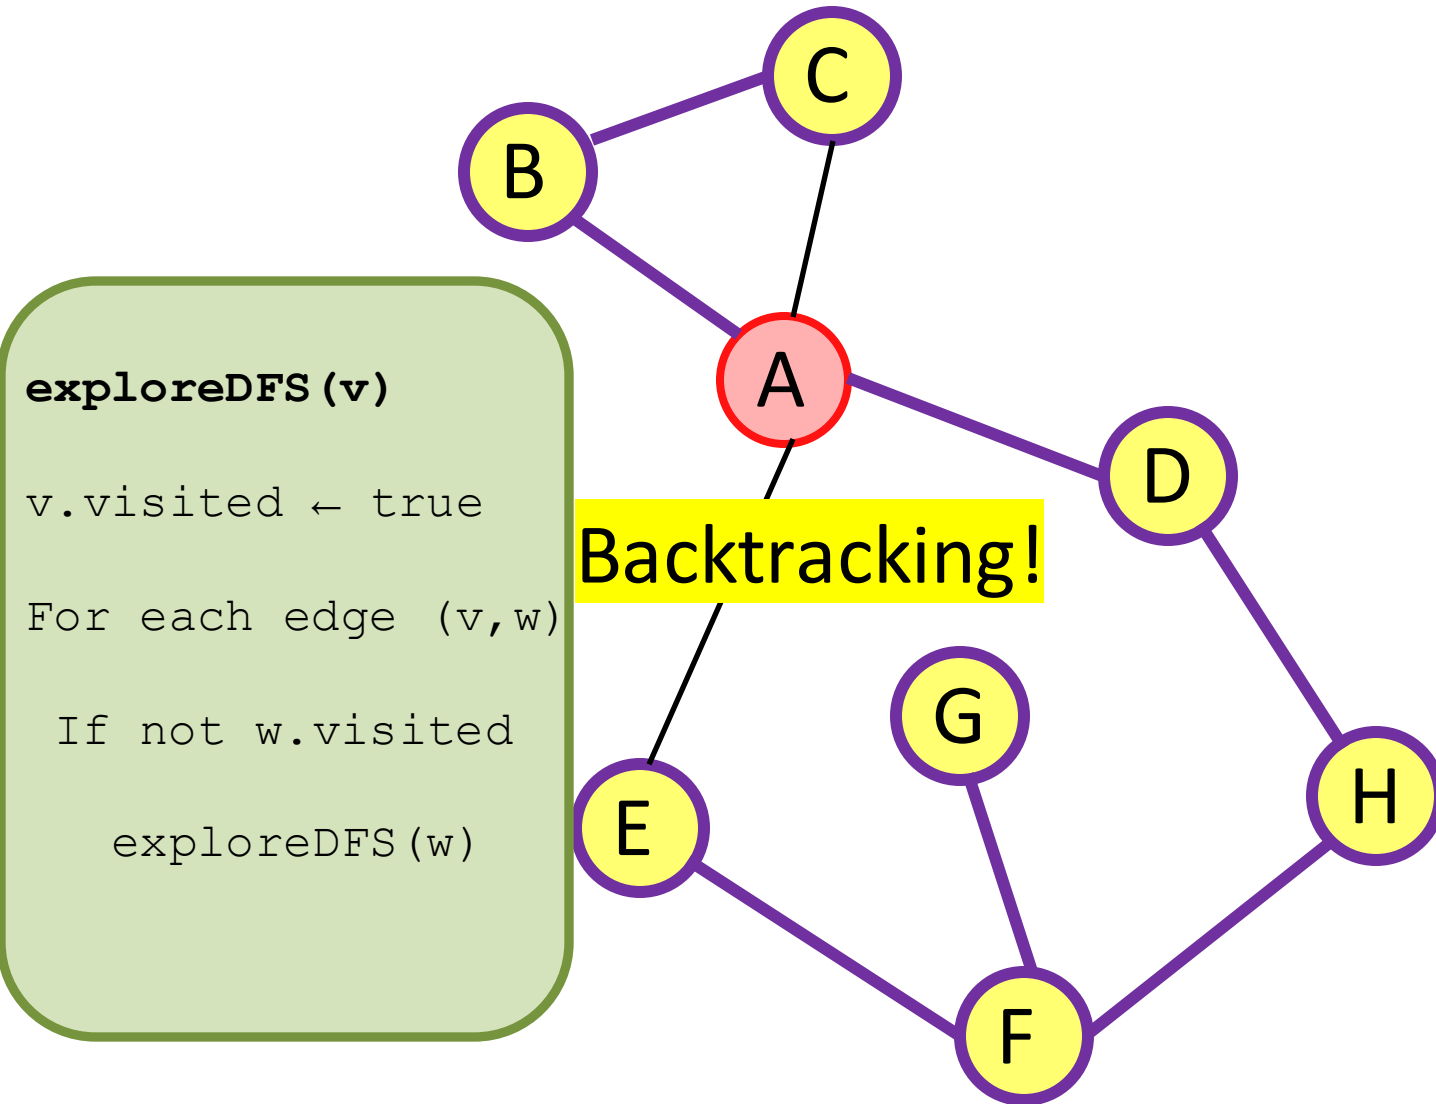 C
B
A
exploreDFS(v)
D
v.visited ← true
Backtracking!
For each edge (v,w)
G
If not w.visited
H
E
exploreDFS(w)
F